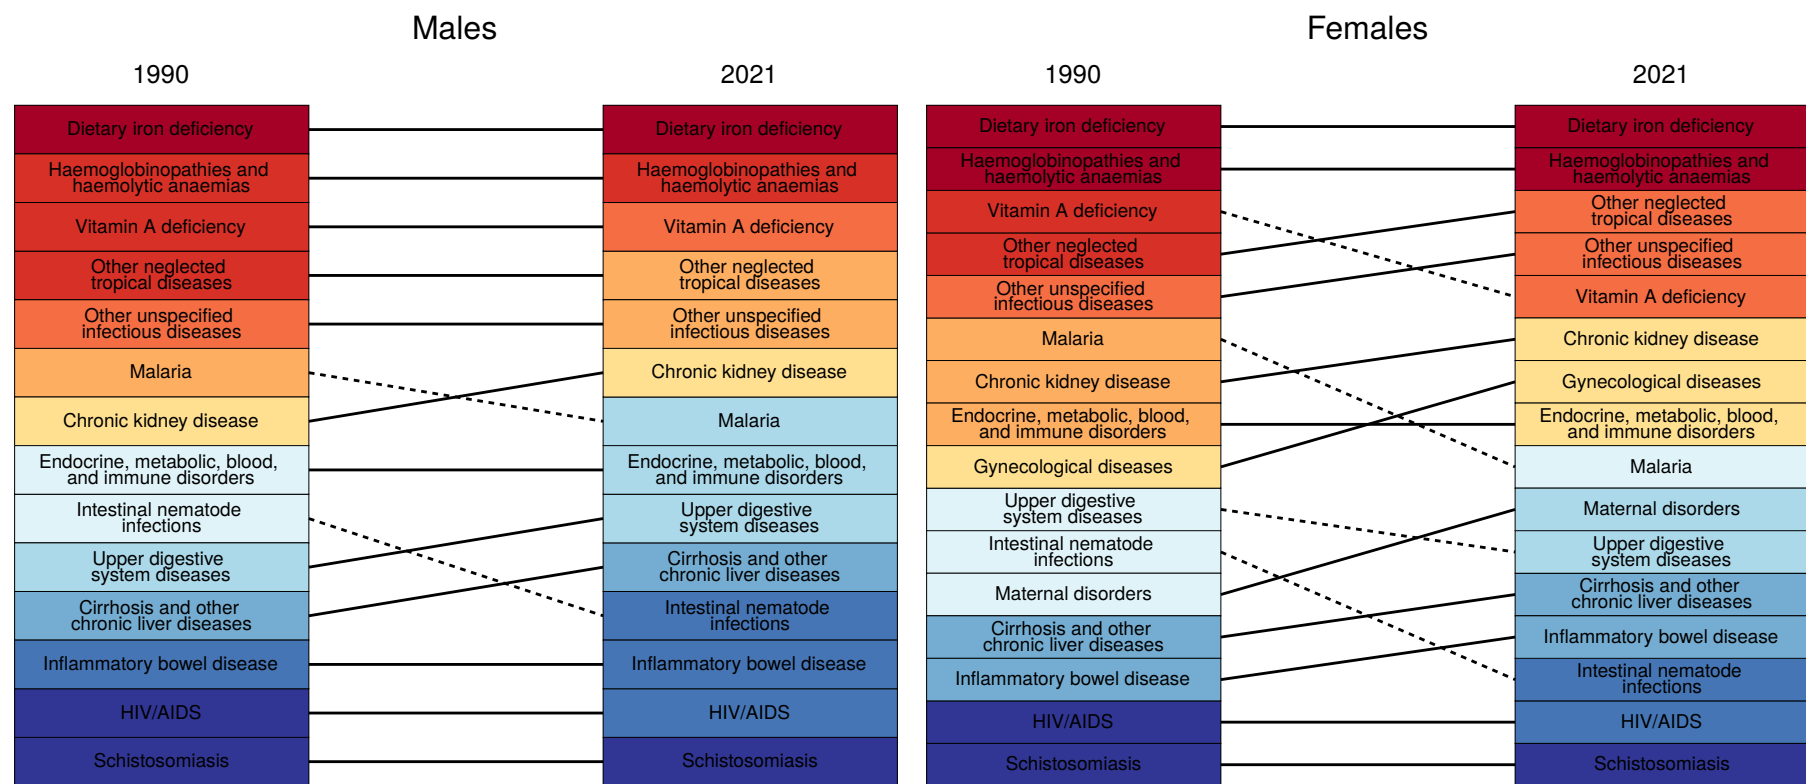 Males
1990
2021
Dietary iron deficiency
Haemoglobinopathies and
haemolytic anaemias
Vitamin A deficiency
Other neglected
tropical diseases
Other unspecified
infectious diseases
Malaria
Chronic kidney disease
Endocrine, metabolic, blood,
and immune disorders
Intestinal nematode
infections
Upper digestive
system diseases
Cirrhosis and other
chronic liver diseases
Inflammatory bowel disease
HIV/AIDS
Schistosomiasis
Dietary iron deficiency
Haemoglobinopathies and
haemolytic anaemias
Vitamin A deficiency
Other neglected
tropical diseases
Other unspecified
infectious diseases
Chronic kidney disease
Malaria
Endocrine, metabolic, blood,
and immune disorders
Upper digestive
system diseases
Cirrhosis and other
chronic liver diseases
Intestinal nematode
infections
Inflammatory bowel disease
HIV/AIDS
Schistosomiasis
Females
1990
2021
Dietary iron deficiency
Haemoglobinopathies and
haemolytic anaemias
Vitamin A deficiency
Other neglected
tropical diseases
Other unspecified
infectious diseases
Malaria
Chronic kidney disease
Endocrine, metabolic, blood,
and immune disorders
Gynecological diseases
Upper digestive
system diseases
Intestinal nematode
infections
Maternal disorders
Cirrhosis and other
chronic liver diseases
Inflammatory bowel disease
HIV/AIDS
Schistosomiasis
Dietary iron deficiency
Haemoglobinopathies and
haemolytic anaemias
Other neglected
tropical diseases
Other unspecified
infectious diseases
Vitamin A deficiency
Chronic kidney disease
Gynecological diseases
Endocrine, metabolic, blood,
and immune disorders
Malaria
Maternal disorders
Upper digestive
system diseases
Cirrhosis and other
chronic liver diseases
Inflammatory bowel disease
Intestinal nematode
infections
HIV/AIDS
Schistosomiasis